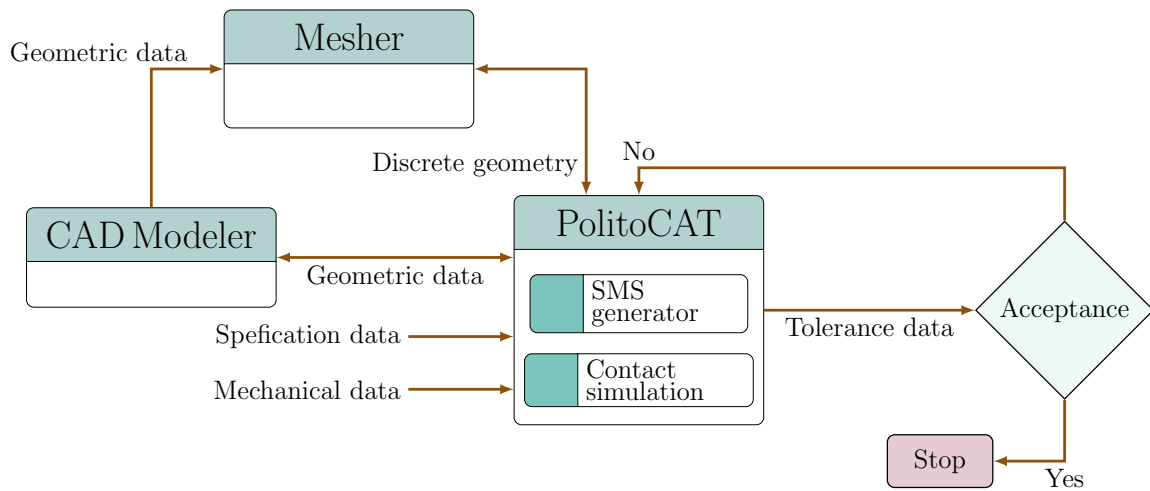 Mesher
Geometric data
No
Discrete geometry
CAD Modeler
PolitoCAT
Geometric data
SMS
generator
Acceptance
Tolerance data
Spefication data
Contact
simulation
Mechanical data
Stop
Yes